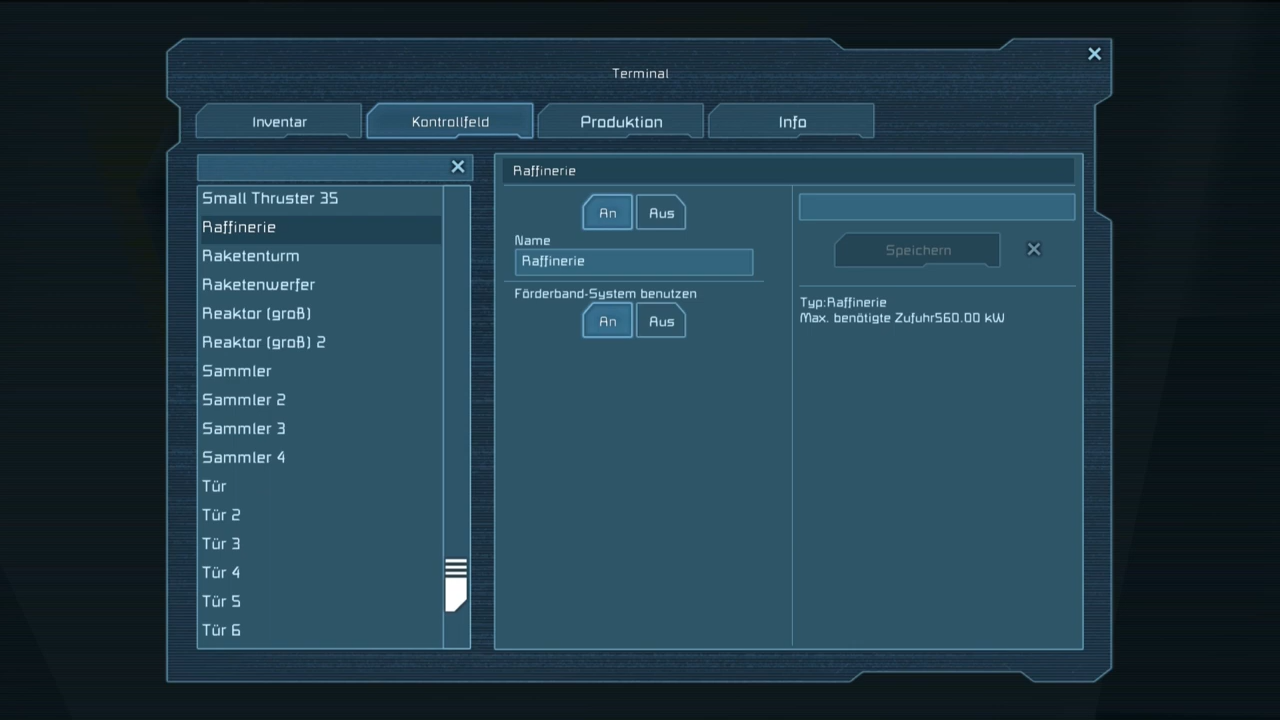 Terminal
Inventar
Kontrollfeld
Produktion
Info
Small Thruster 35
Raffinerie
Raketenturm
Raketenwerfer
Reaktor (groß)
Reaktor (groß) 2
Sammler
Sammler 2
Sammler 3
Sammler 4
Tür
Tür 2
Tür 3
Tür 4
Tür 5
Tür 6
Raffinerie
An
Aus
Name
Raffinerie
Förderband-System benutzen
An
Aus
Speichern
Typ:Raffinerie
Max. benötigte Zufuhr560.00 kW